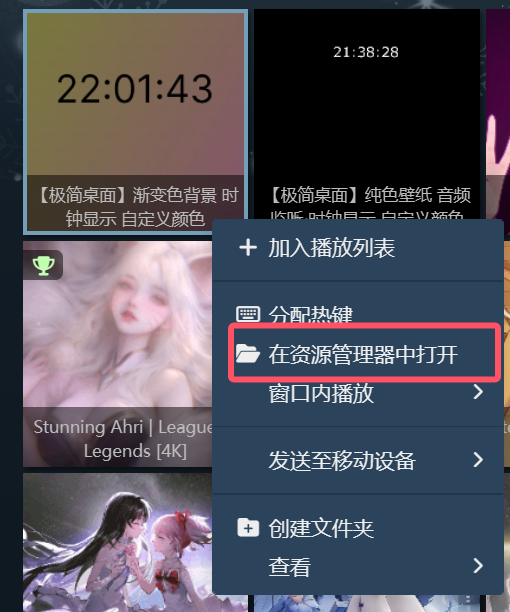 22:01:43
【极简桌面】渐变色背景 时
钟显示 自定义颜色
21:38:28
【极简桌面】纯色壁纸 音频
监听 时钟显示 自定义颜色
加入播放列表
分配热键
在资源管理器中打开
窗口内播放
发送至移动设备
创建文件夹
查看
Stunning Ahri | League
Legends [4K]